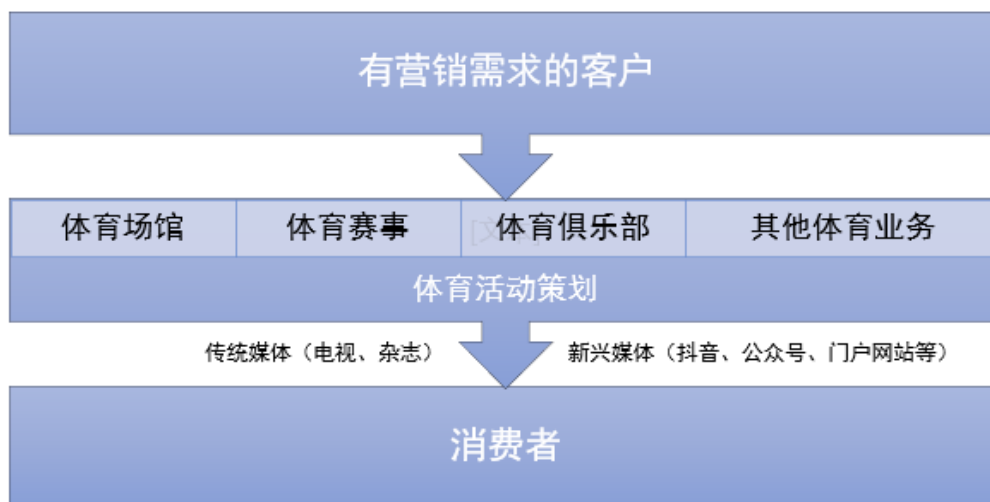 有营销需求的客户
体育场馆 体育赛事 体育俱乐部 其他体育业务
体育活动策划
传统媒体（电视、杂志） 新兴媒体（抖音、公众号、门户网站等）
消费者